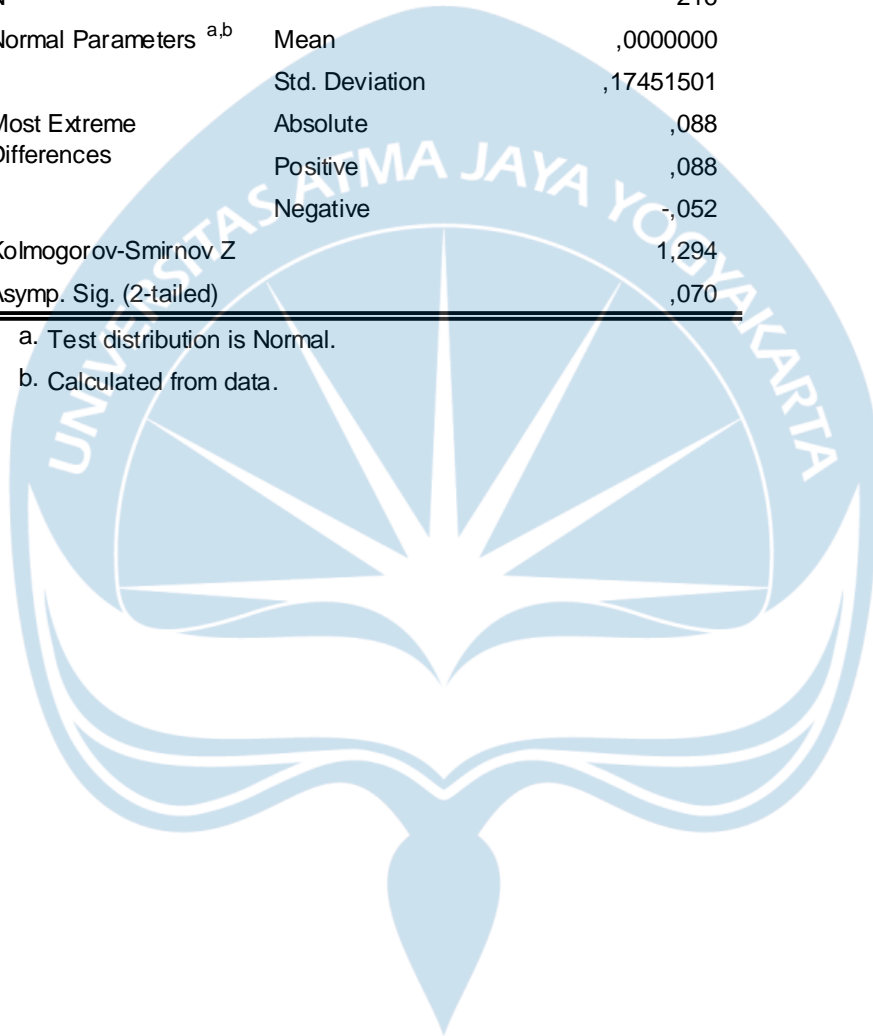 Normal Parameters a,b Mean ,0000000
Std. Deviation ,17451501
Most Extreme Differences Absolute ,088
Positive ,088
Negative -,052
Kolmogorov-Smirnov Z 1,294
Asymp. Sig. (2-tailed) ,070
a. Test distribution is Normal.
b. Calculated from data.
UNIVERSITAS ATMA JAYA YOGYAKARTA